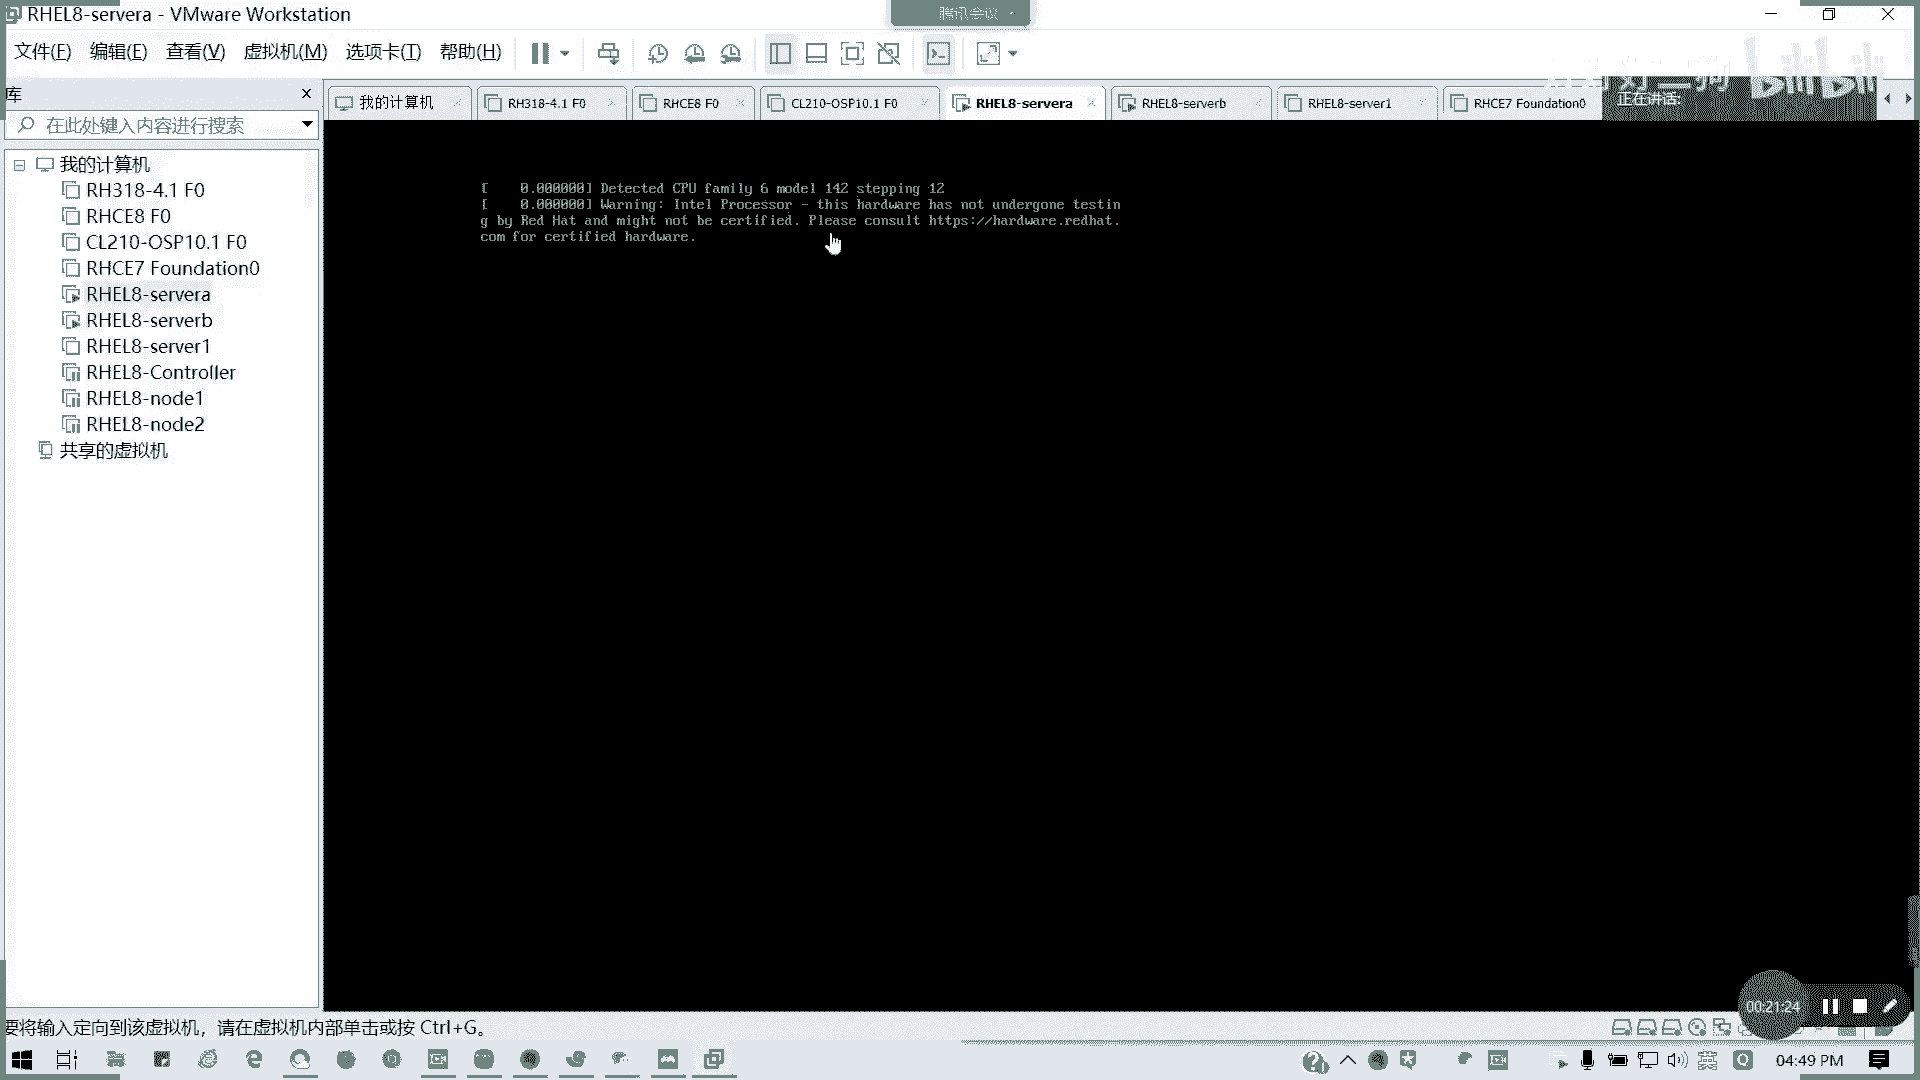 RHEL8-servera - VMware Workstation
腾讯会议
文件(F) 编辑(E) 查看(V) 虚拟机(M) 选项卡(T) 帮助(H)
库
在此处键入内容进行搜索
我的计算机
RH318-4.1 F0
RHCE8 F0
CL210-OSP10.1 F0
RHCE7 Foundation0
RHEL8-servera
RHEL8-serverb
RHEL8-server1
RHEL8-Controller
RHEL8-node1
RHEL8-node2
共享的虚拟机
我的计算机 RH318-4.1 F0 RHCE8 F0 CL210-OSP10.1 F0 RHEL8-servera RHEL8-serverb RHEL8-server1 RHCE7 Foundation0
正在讲话:
bilibili
[    0.000000] Detected CPU family 6 model 142 stepping 12
[    0.000000] Warning: Intel Processor - this hardware has not undergone testin
g by Red Hat and might not be certified. Please consult https://hardware.redhat.
com for certified hardware.
00:21:24
要将输入定向到该虚拟机，请在虚拟机内部单击或按 Ctrl+G。
英
04:49 PM